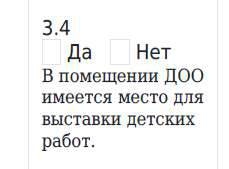 3.4
Да Нет
В помещении ДОО
имеется место для
выставки детских
работ.